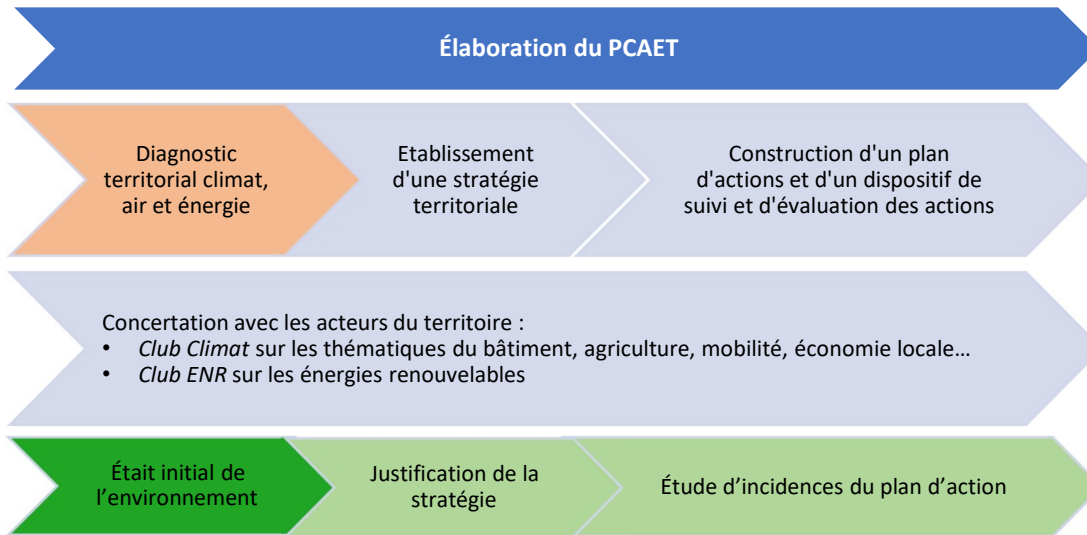 Élaboration du PCAET
Diagnostic
territorial climat,
air et énergie
Etablissement
d'une stratégie
territoriale
Construction d'un plan
d'actions et d'un dispositif de
suivi et d'évaluation des actions
Concertation avec les acteurs du territoire :
• Club Climat sur les thématiques du bâtiment, agriculture, mobilité, économie locale…
• Club ENR sur les énergies renouvelables
Était initial de
l’environnement
Justification de la
stratégie
Étude d’incidences du plan d’action